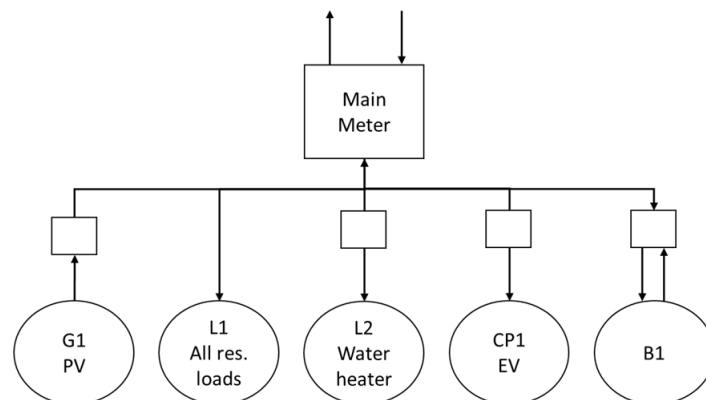 Main
Meter
G1
PV
L1
All res.
loads
L2
Water
heater
CP1
EV
B1